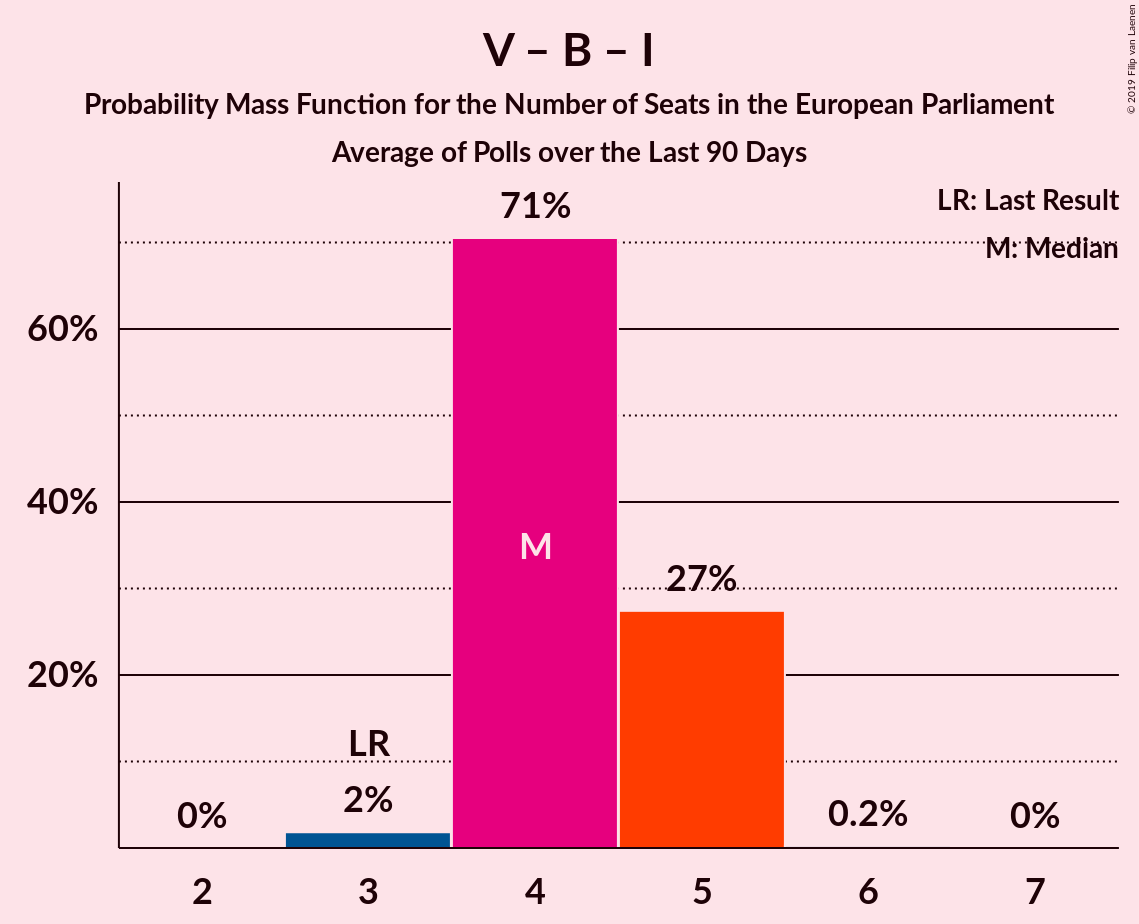 V – B – I
Probability Mass Function for the Number of Seats in the European Parliament
Average of Polls over the Last 90 Days
© 2019 Filip van Laenen
LR: Last Result
M: Median
71%
60%
40%
M
27%
20%
LR
0%
2%
0.2%
0%
2
3
4
5
6
7